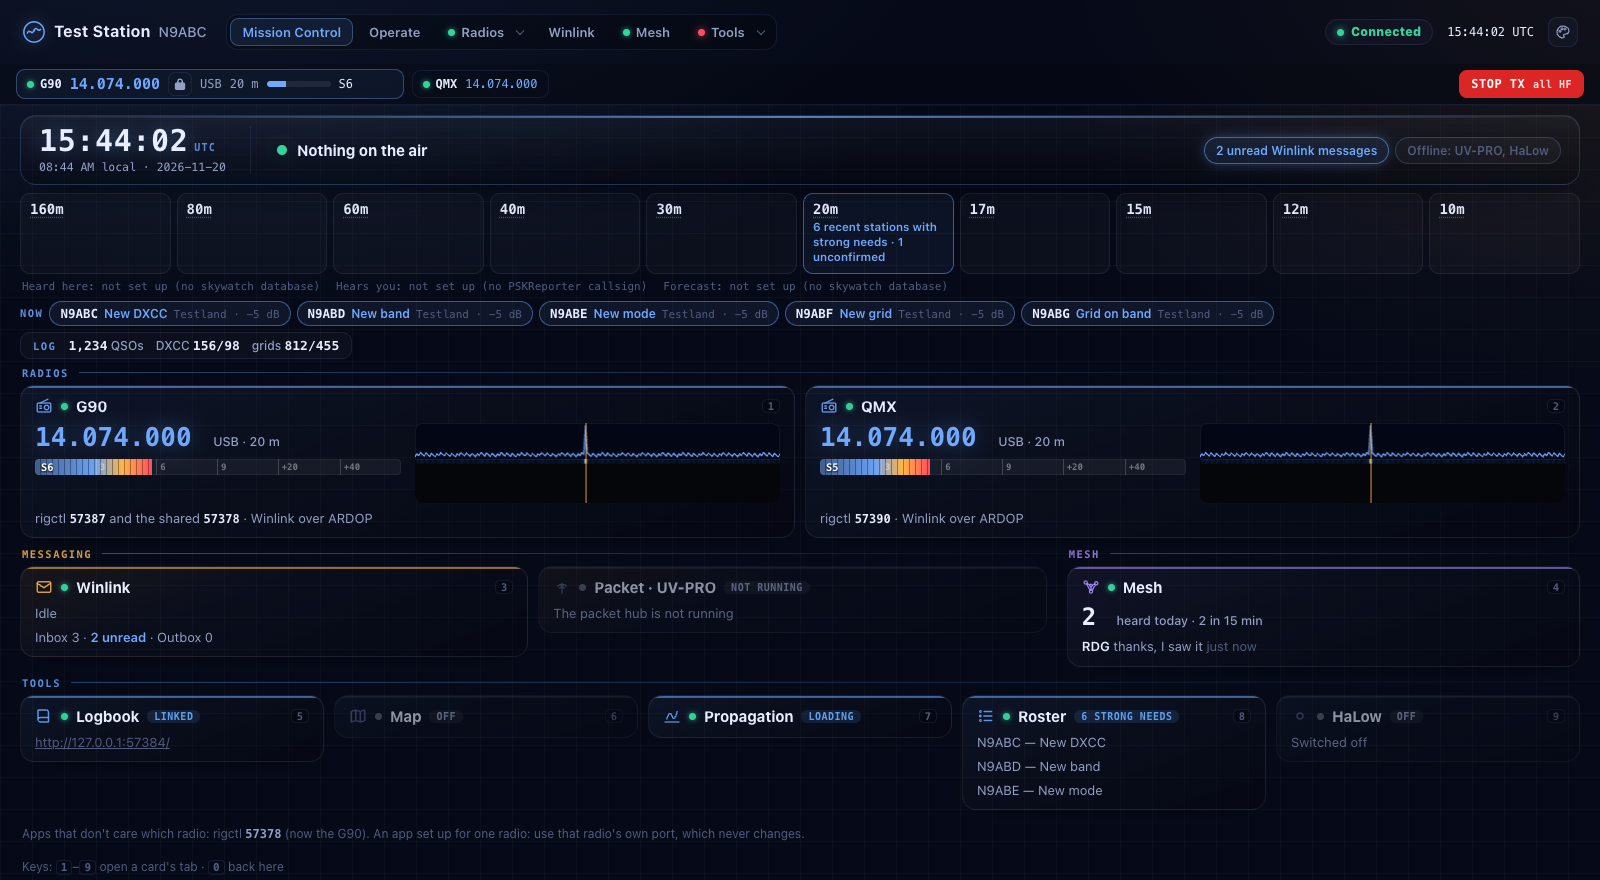 Test Station N9ABC
Mission Control Operate Radios Winlink Mesh Tools
Connected 15:44:02 UTC
G90 14.074.000 USB 20 m S6
QMX 14.074.000
STOP TX all HF
15:44:02 UTC
08:44 AM local · 2026-11-20
Nothing on the air
2 unread Winlink messages
Offline: UV-PRO, HaLow
160m 80m 60m 40m 30m 20m 17m 15m 12m 10m
6 recent stations with
strong needs · 1
unconfirmed
Heard here: not set up (no skywatch database) Hears you: not set up (no PSKReporter callsign) Forecast: not set up (no skywatch database)
NOW N9ABC New DXCC Testland · -5 dB N9ABD New band Testland · -5 dB N9ABE New mode Testland · -5 dB N9ABF New grid Testland · -5 dB N9ABG Grid on band Testland · -5 dB
LOG 1,234 QSOs DXCC 156/98 grids 812/455
RADIOS
G90 1
14.074.000 USB · 20 m
S6 3 6 9 +20 +40
rigctl 57387 and the shared 57378 · Winlink over ARDOP
QMX 2
14.074.000 USB · 20 m
S5 3 6 9 +20 +40
rigctl 57390 · Winlink over ARDOP
MESSAGING
Winlink 3
Idle
Inbox 3 · 2 unread · Outbox 0
Packet · UV-PRO NOT RUNNING
The packet hub is not running
MESH
Mesh 4
2 heard today · 2 in 15 min
RDG thanks, I saw it just now
TOOLS
Logbook LINKED 5
http://127.0.0.1:57384/
Map OFF 6
Propagation LOADING 7
Roster 6 STRONG NEEDS 8
N9ABC — New DXCC
N9ABD — New band
N9ABE — New mode
HaLow OFF 9
Switched off
Apps that don't care which radio: rigctl 57378 (now the G90). An app set up for one radio: use that radio's own port, which never changes.
Keys: 1–9 open a card's tab · 0 back here